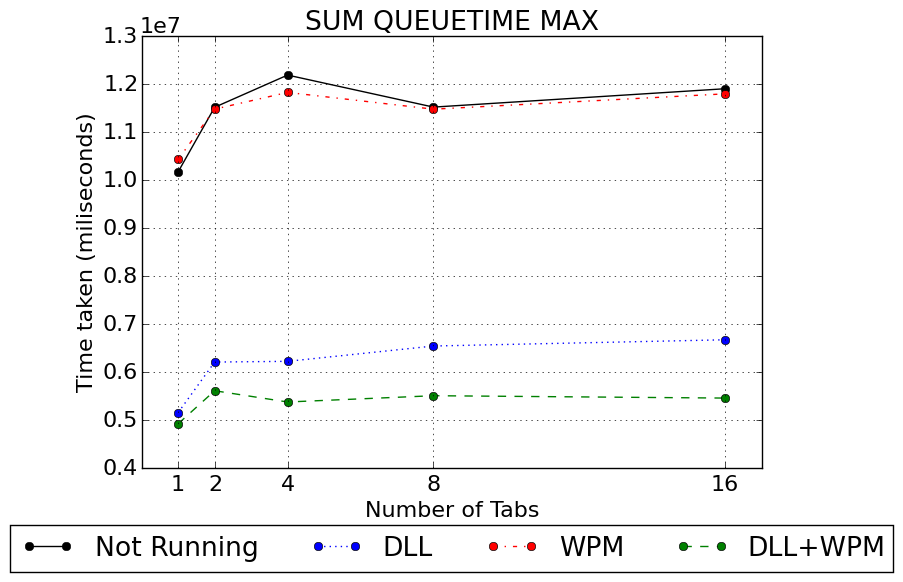 SUM QUEUETIME MAX
1e7
1.3
1.2
1.1
1.0
0.9
0.8
0.7
0.6
0.5
0.4
Time taken (miliseconds)
1 2 4 8 16
Number of Tabs
Not Running DLL WPM DLL+WPM